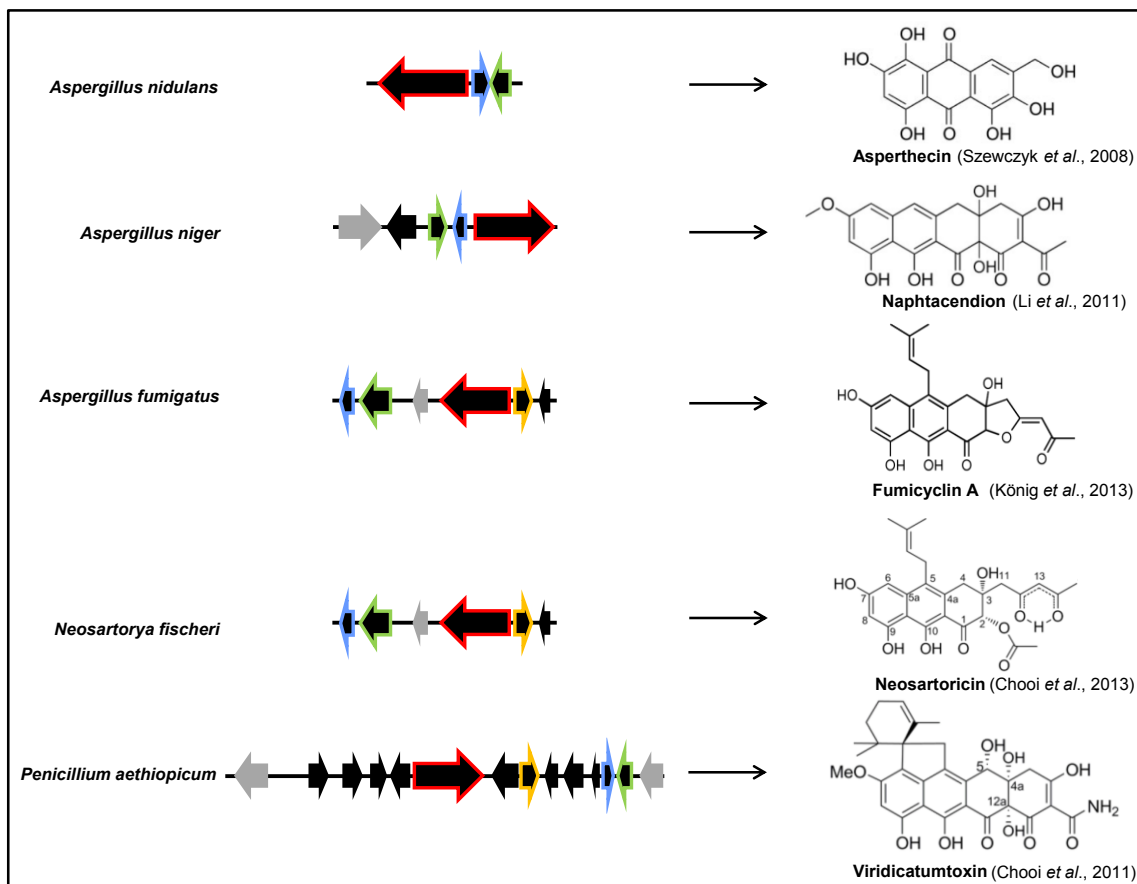 Aspergillus nidulans
OH
O
HO
OH
OH
O
OH
OH
Asperthecin (Szewczyk et al., 2008)
Aspergillus niger
OH
O
OH
OH
OH
O
OH
O
O
Naphtacendion (Li et al., 2011)
Aspergillus fumigatus
HO
OH
O
O
OH
OH
O
Fumicyclin A (König et al., 2013)
Neosartorya fischeri
HO
7
6
5a
5
4a
4
OH
11
13
3
8
9
10
1
2
O
H
O
O
OH
OH
O
O
Neosartoricin (Chooi et al., 2013)
Penicillium aethiopicum
MeO
OH
5
OH
4a
OH
12a
NH2
OH
OH
OH
O
O
O
Viridicatumtoxin (Chooi et al., 2011)